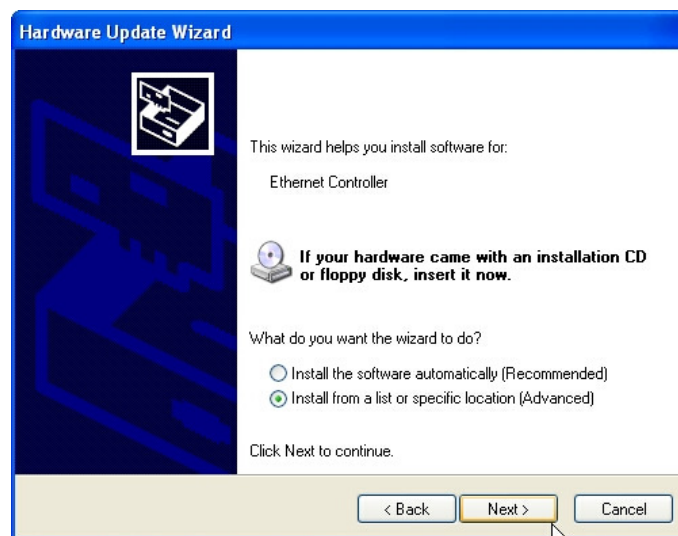 Hardware Update Wizard
This wizard helps you install software for:
Ethernet Controller
If your hardware came with an installation CD
or floppy disk, insert it now.
What do you want the wizard to do?
Install the software automatically (Recommended)
Install from a list or specific location (Advanced)
Click Next to continue.
< Back Next > Cancel